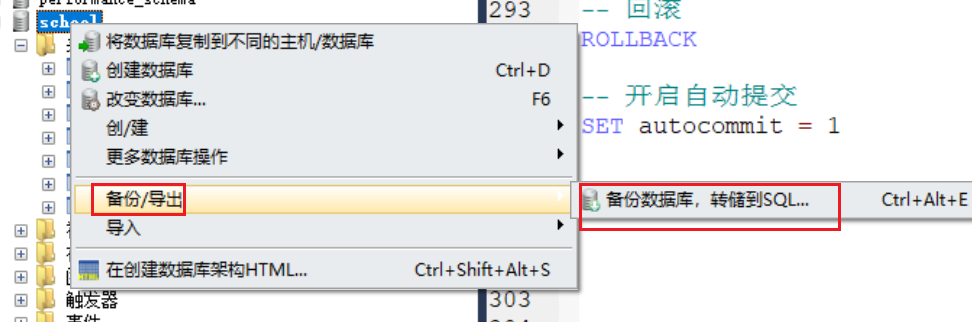 performance_schema
school
将数据库复制到不同的主机/数据库
创建数据库 Ctrl+D
改变数据库... F6
创/建
更多数据库操作
备份/导出
导入
在创建数据库架构HTML... Ctrl+Shift+Alt+S
备份数据库，转储到SQL... Ctrl+Alt+E
触发器
293 -- 回滚
ROLLBACK
-- 开启自动提交
SET autocommit = 1
303